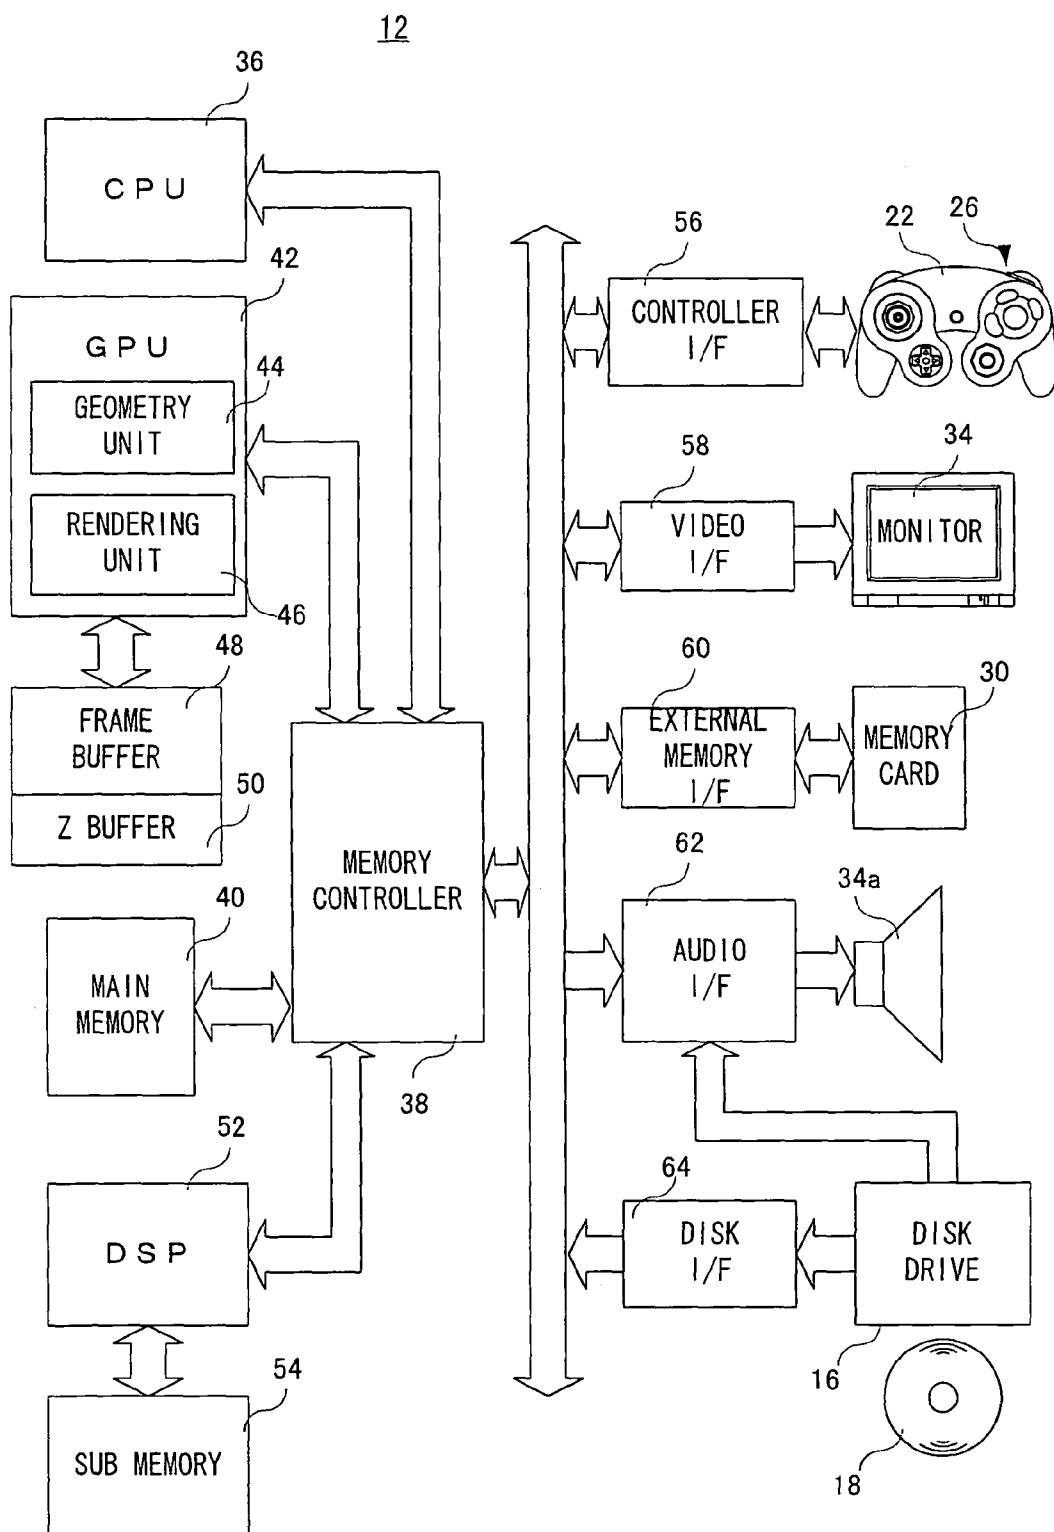 12
36
CPU
42
GPU
44
GEOMETRY
UNIT
RENDERING
UNIT
46
48
FRAME
BUFFER
50
Z BUFFER
40
MAIN
MEMORY
MEMORY
CONTROLLER
38
52
DSP
54
SUB MEMORY
56
CONTROLLER
I/F
22
26
58
VIDEO
I/F
34
MONITOR
60
EXTERNAL
MEMORY
I/F
30
MEMORY
CARD
62
AUDIO
I/F
34a
64
DISK
I/F
DISK
DRIVE
16
18